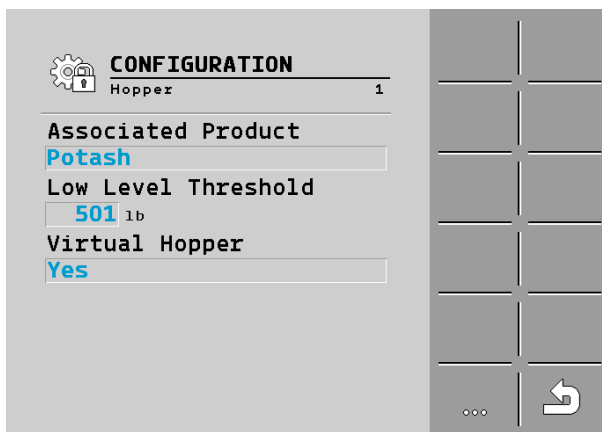 CONFIGURATION
Hopper 1
Associated Product
Potash
Low Level Threshold
501 lb
Virtual Hopper
Yes
...